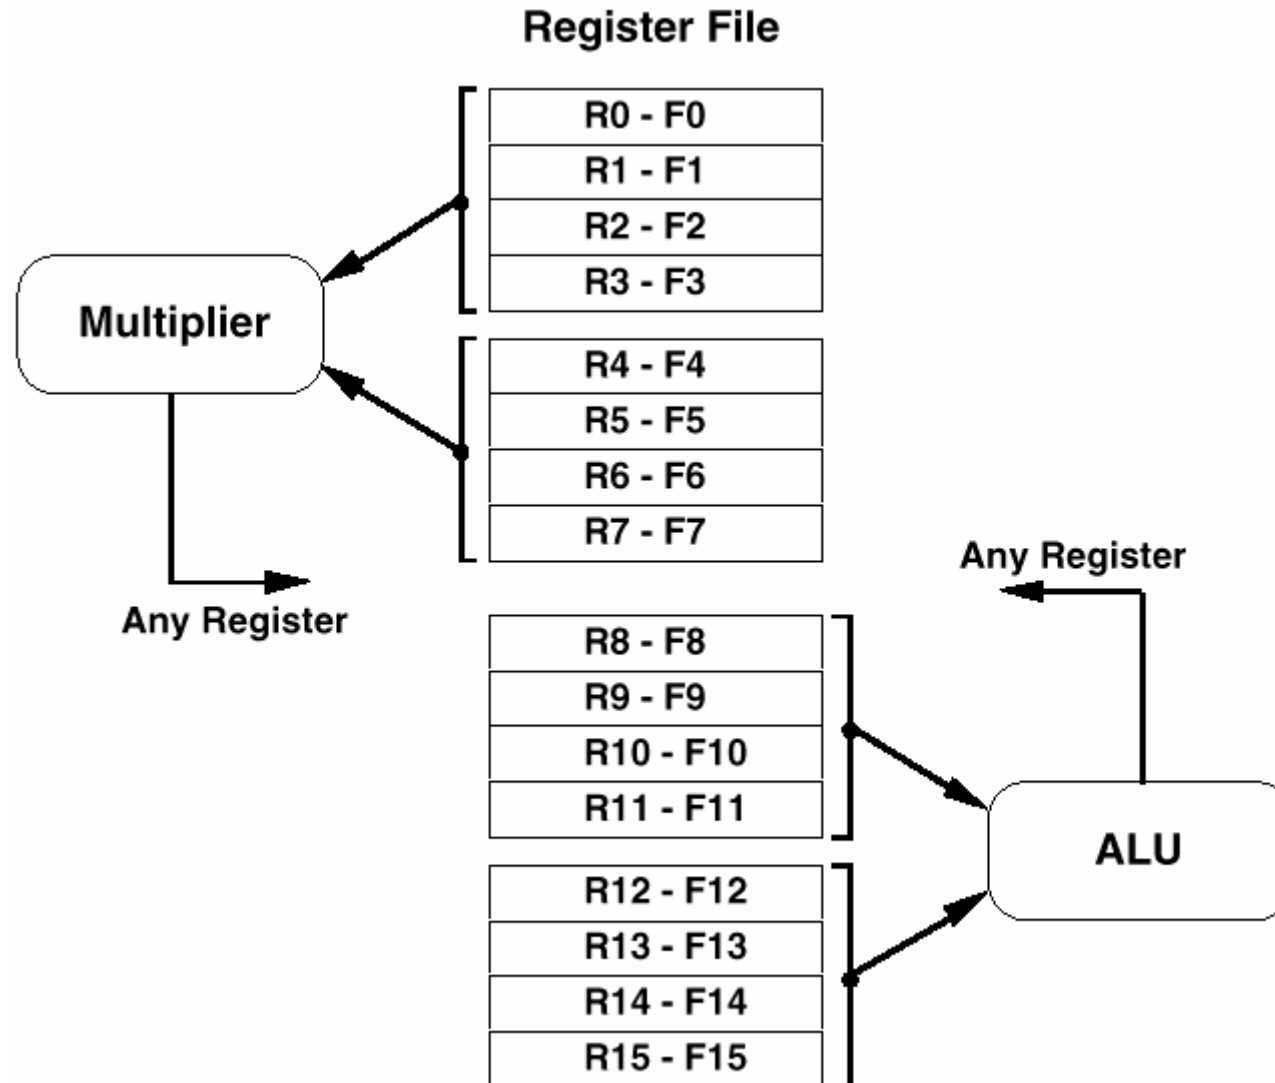 Register File
R0 - F0
R1 - F1
R2 - F2
R3 - F3
Multiplier
R4 - F4
R5 - F5
R6 - F6
R7 - F7
Any Register
Any Register
R8 - F8
R9 - F9
R10 - F10
R11 - F11
ALU
R12 - F12
R13 - F13
R14 - F14
R15 - F15